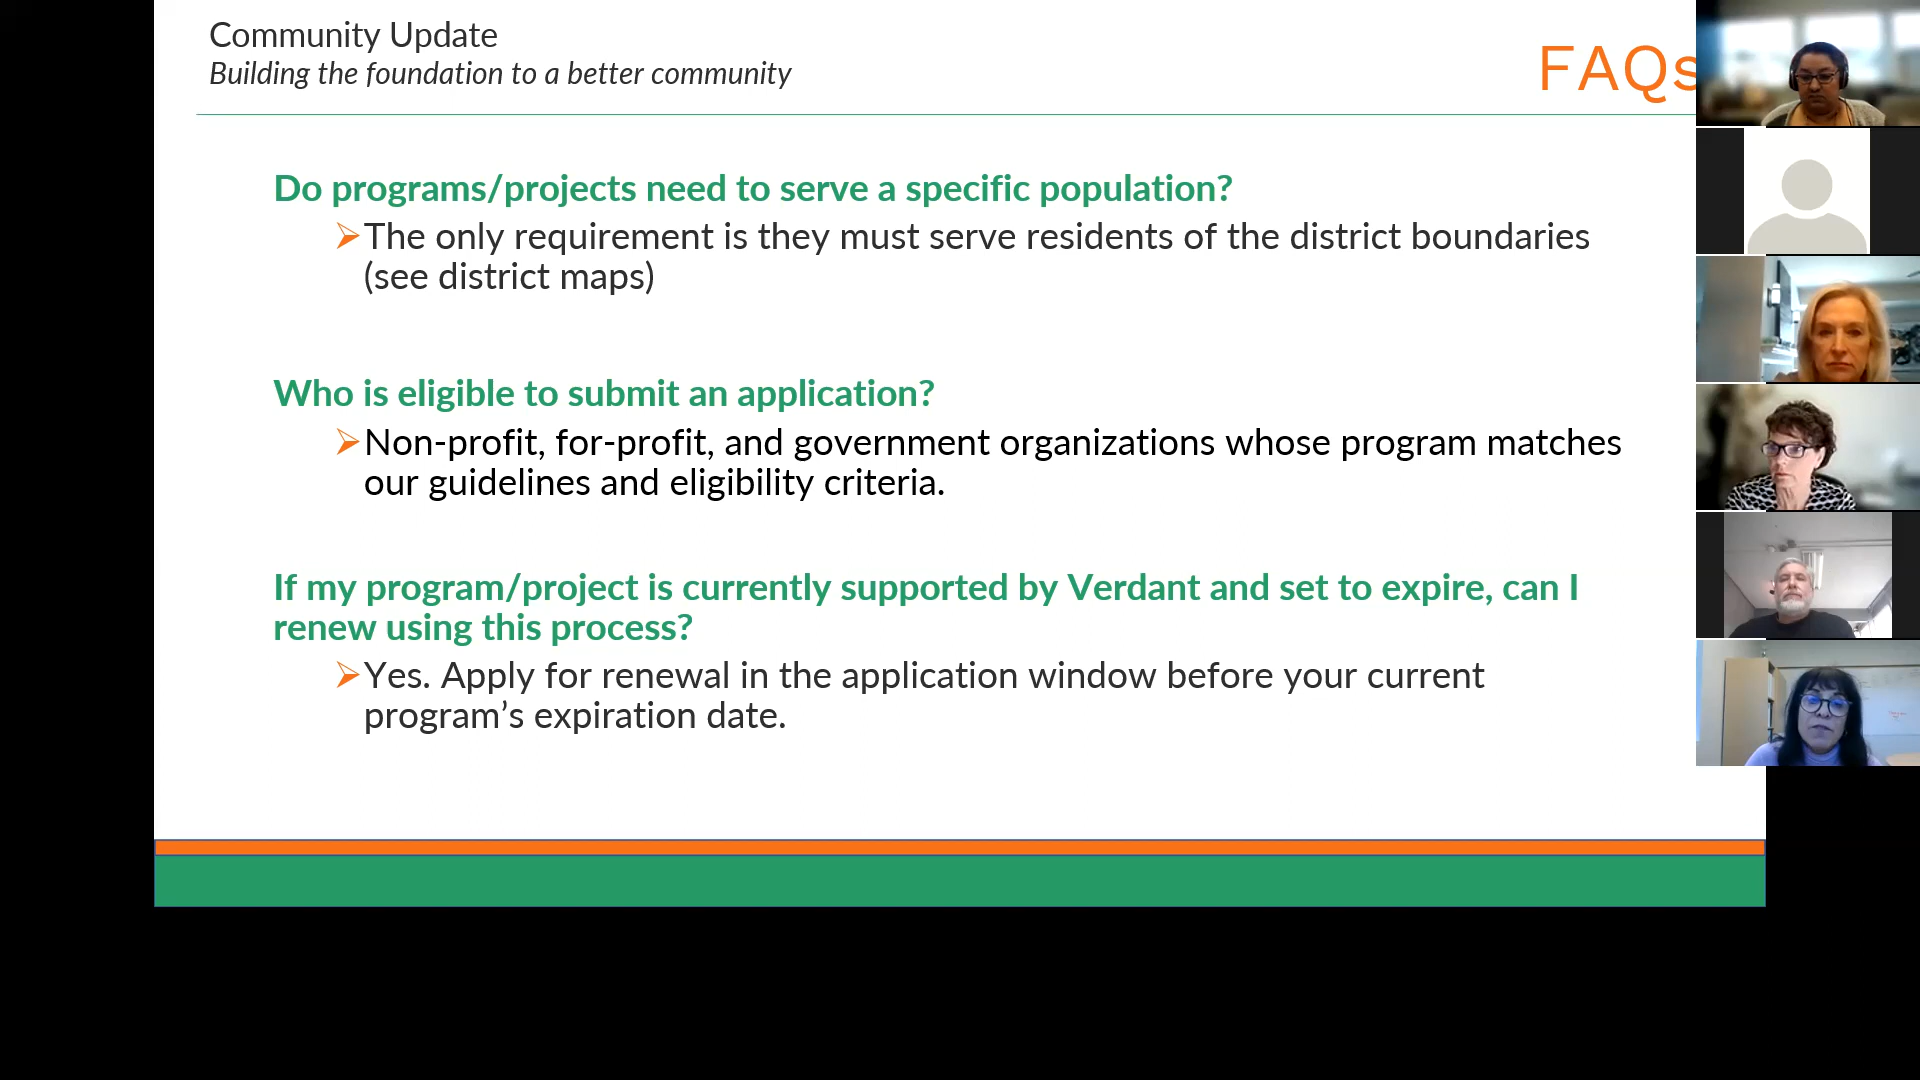 Community Update
Building the foundation to a better community
FAQs
Do programs/projects need to serve a specific population?
➢The only requirement is they must serve residents of the district boundaries
(see district maps)
Who is eligible to submit an application?
➢Non-profit, for-profit, and government organizations whose program matches
our guidelines and eligibility criteria.
If my program/project is currently supported by Verdant and set to expire, can I
renew using this process?
➢Yes. Apply for renewal in the application window before your current
program’s expiration date.